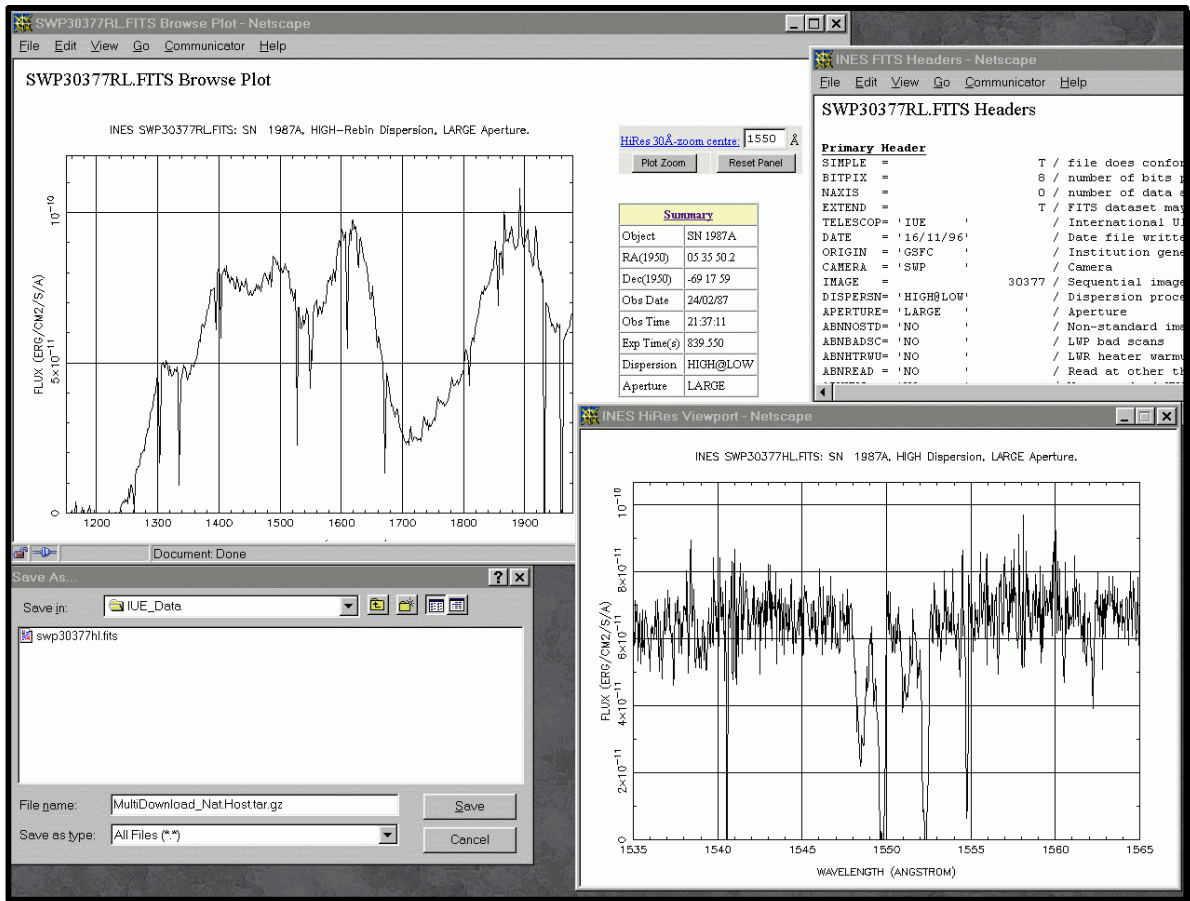 SWP30377RL.FITS Browse Plot - Netscape
File Edit View Go Communicator Help
SWP30377RL.FITS Browse Plot
INES SWP30377RL.FITS: SN 1987A, HIGH-Rebin Dispersion, LARGE Aperture.
FLUX (ERG/CM2/S/A)
10⁻¹⁰
5×10⁻¹¹
0
1200 1300 1400 1500 1600 1700 1800 1900
HiRes 30Å-zoom centre: 1550 Å
Plot Zoom Reset Panel
Summary
Object SN 1987A
RA(1950) 05 35 50.2
Dec(1950) -69 17 59
Obs Date 24/02/87
Obs Time 21:37:11
Exp Time(s) 839.550
Dispersion HIGH@LOW
Aperture LARGE
Document: Done
INES FITS Headers - Netscape
File Edit View Go Communicator Help
SWP30377RL.FITS Headers
Primary Header
SIMPLE = T / file does confor
BITPIX = 8 / number of bits p
NAXIS = 0 / number of data a
EXTEND = T / FITS dataset may
TELESCOP= 'IUE ' / International Ul
DATE = '16/11/96' / Date file writte
ORIGIN = 'GSFC ' / Institution gene
CAMERA = 'SWP ' / Camera
IMAGE = 30377 / Sequential image
DISPERSN= 'HIGH@LOW' / Dispersion proce
APERTURE= 'LARGE ' / Aperture
ABNNOSTD= 'NO ' / Non-standard ima
ABNBADSC= 'NO ' / LWP bad scans
ABNHTRWU= 'NO ' / LWR heater warmu
ABNREAD = 'NO ' / Read at other th
Save As...
Save in: IUE_Data
swp30377hl.fits
File name: MultiDownload_Nat.Host.tar.gz Save
Save as type: All Files (*.*) Cancel
INES HiRes Viewport - Netscape
INES SWP30377HL.FITS: SN 1987A, HIGH Dispersion, LARGE Aperture.
FLUX (ERG/CM2/S/A)
10⁻¹⁰
8×10⁻¹¹
6×10⁻¹¹
4×10⁻¹¹
2×10⁻¹¹
0
1535 1540 1545 1550 1555 1560 1565
WAVELENGTH (ANGSTROM)